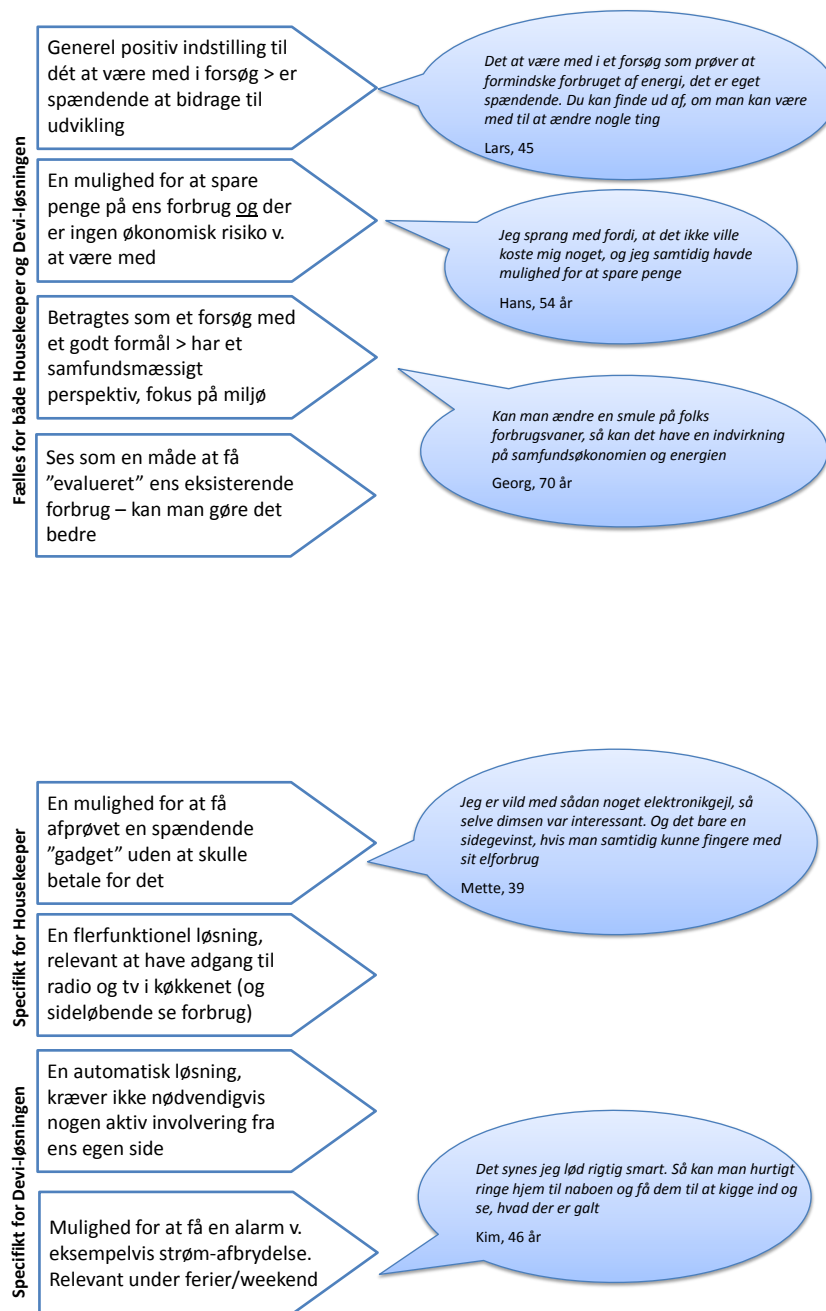 Fælles for både Housekeeper og Devi-løsningen
Generel positiv indstilling til
dét at være med i forsøg > er
spændende at bidrage til
udvikling
Det at være med i et forsøg som prøver at
formindske forbruget af energi, det er eget
spændende. Du kan finde ud af, om man kan være
med til at ændre nogle ting
Lars, 45
En mulighed for at spare
penge på ens forbrug og der
er ingen økonomisk risiko v.
at være med
Jeg sprang med fordi, at det ikke ville
koste mig noget, og jeg samtidig havde
mulighed for at spare penge
Hans, 54 år
Betragtes som et forsøg med
et godt formål > har et
samfundsmæssigt
perspektiv, fokus på miljø
Kan man ændre en smule på folks
forbrugsvaner, så kan det have en indvirkning
på samfundsøkonomien og energien
Georg, 70 år
Ses som en måde at få
”evalueret” ens eksisterende
forbrug – kan man gøre det
bedre
Specifikt for Housekeeper
En mulighed for at få
afprøvet en spændende
”gadget” uden at skulle
betale for det
Jeg er vild med sådan noget elektronikgejl, så
selve dimsen var interessant. Og det bare en
sidegevinst, hvis man samtidig kunne fingere med
sit elforbrug
Mette, 39
En flerfunktionel løsning,
relevant at have adgang til
radio og tv i køkkenet (og
sideløbende se forbrug)
Specifikt for Devi-løsningen
En automatisk løsning,
kræver ikke nødvendigvis
nogen aktiv involvering fra
ens egen side
Mulighed for at få en alarm v.
eksempelvis strøm-afbrydelse.
Relevant under ferier/weekend
Det synes jeg lød rigtig smart. Så kan man hurtigt
ringe hjem til naboen og få dem til at kigge ind og
se, hvad der er galt
Kim, 46 år